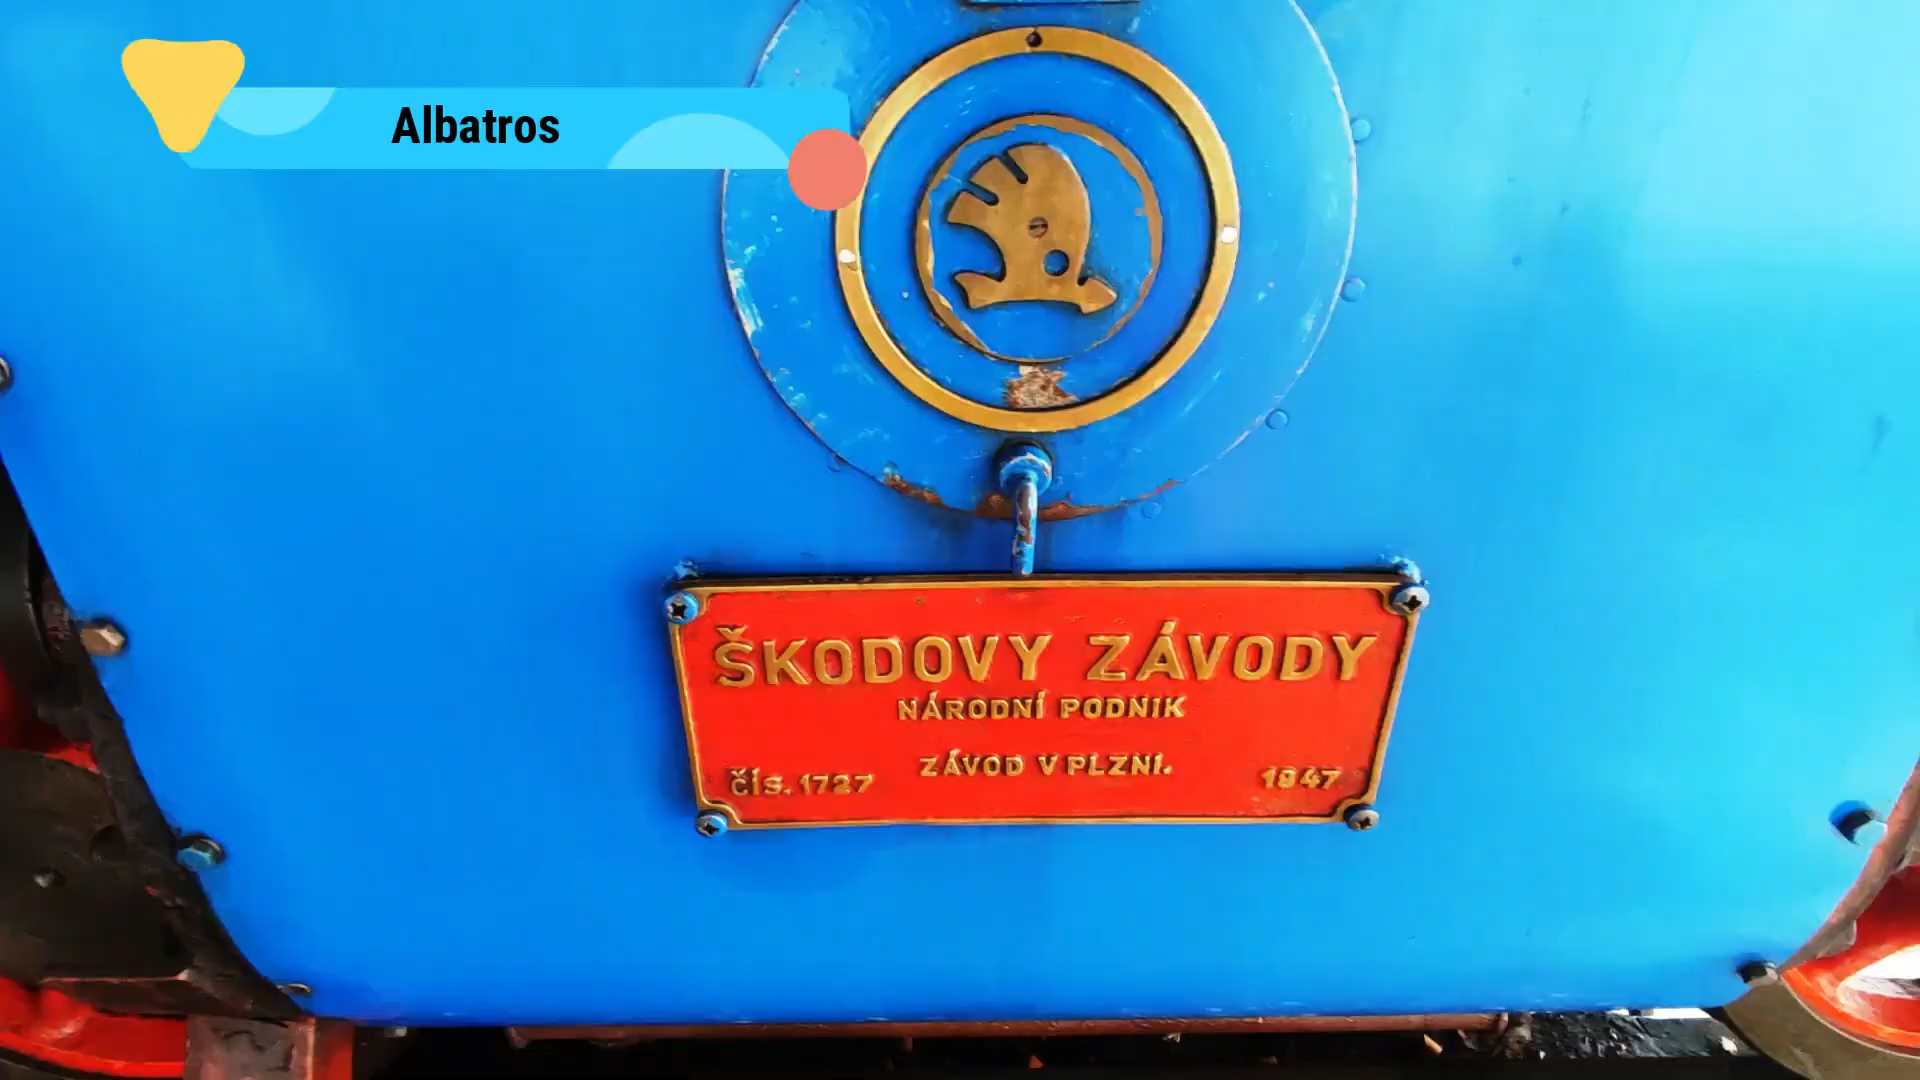 Albatros
ŠKODOVY ZÁVODY
NÁRODNÍ PODNIK
ZÁVOD V PLZNI.
ČÍS. 1727
1947